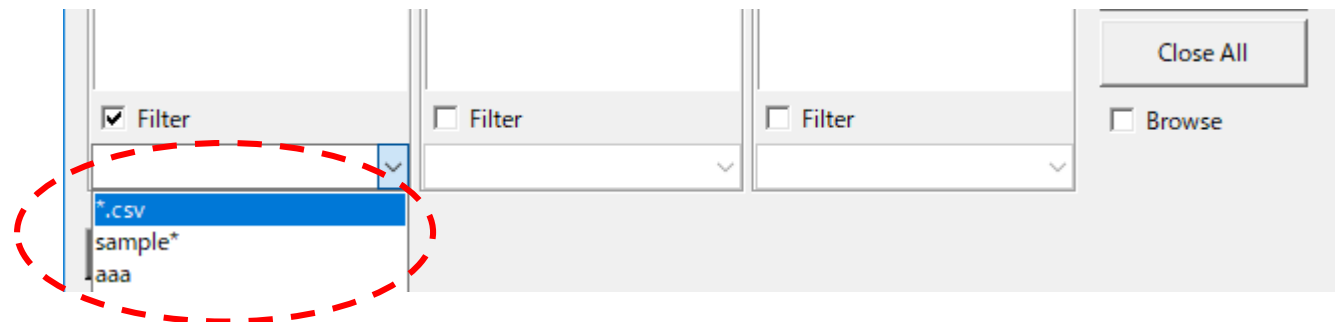 Close All
Filter
Filter
Filter
Browse
*.csv
sample*
aaa